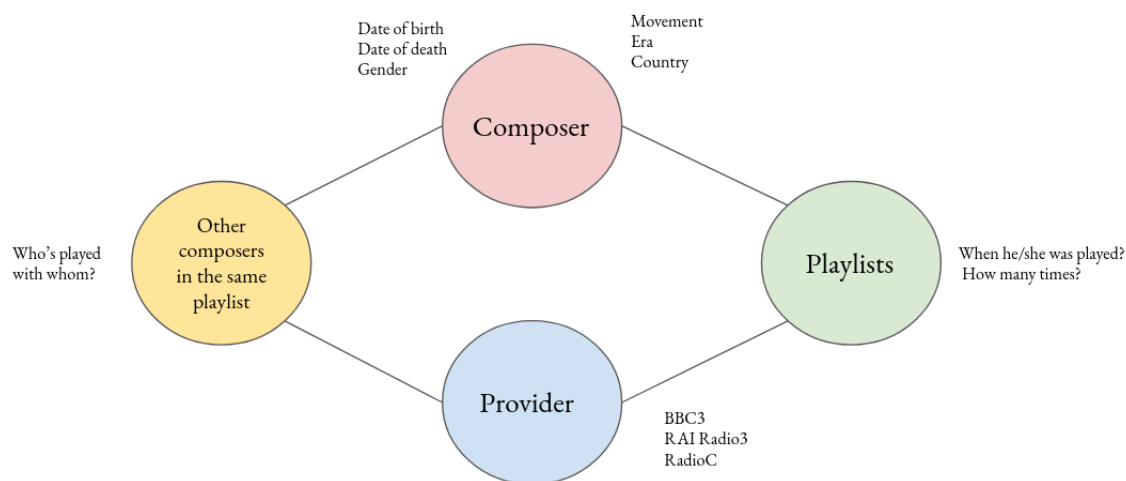 Date of birth
Date of death
Gender
Movement
Era
Country
Composer
Other
composers
in the same
playlist
Who's played
with whom?
Playlists
When he/she was played?
How many times?
Provider
BBC3
RAI Radio3
RadioC